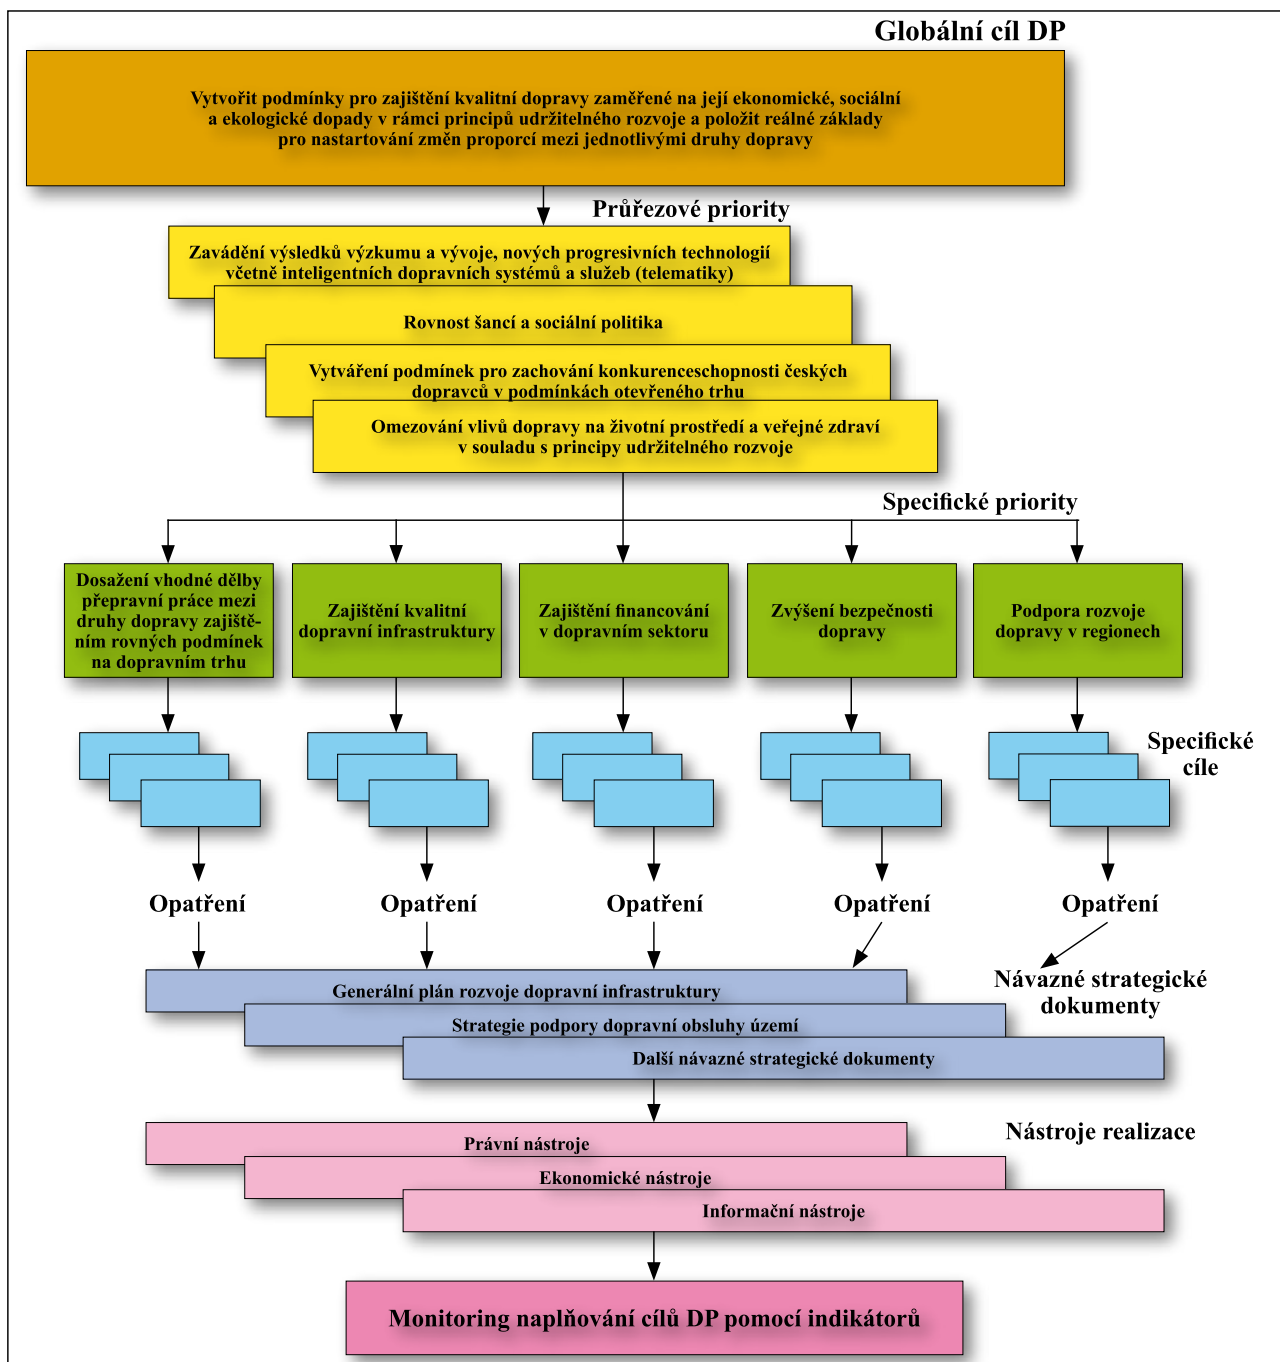 Globální cíl DP
Vytvořit podmínky pro zajištění kvalitní dopravy zaměřené na její ekonomické, sociální
a ekologické dopady v rámci principů udržitelného rozvoje a položit reálné základy
pro nastartování změn proporcí mezi jednotlivými druhy dopravy
Průřezové priority
Zavádění výsledků výzkumu a vývoje, nových progresivních technologií
včetně inteligentních dopravních systémů a služeb (telematiky)
Rovnost šancí a sociální politika
Vytváření podmínek pro zachování konkurenceschopnosti českých
dopravců v podmínkách otevřeného trhu
Omezování vlivů dopravy na životní prostředí a veřejné zdraví
v souladu s principy udržitelného rozvoje
Specifické priority
Dosažení vhodné dělby
přepravní práce mezi
druhy dopravy zajiště-
ním rovných podmínek
na dopravním trhu
Zajištění kvalitní
dopravní infrastruktury
Zajištění financování
v dopravním sektoru
Zvýšení bezpečnosti
dopravy
Podpora rozvoje
dopravy v regionech
Specifické
cíle
Opatření
Opatření
Opatření
Opatření
Opatření
Návazné strategické
dokumenty
Generální plán rozvoje dopravní infrastruktury
Strategie podpory dopravní obsluhy území
Další návazné strategické dokumenty
Nástroje realizace
Právní nástroje
Ekonomické nástroje
Informační nástroje
Monitoring naplňování cílů DP pomocí indikátorů